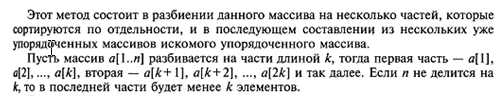 Этот метод состоит в разбиении данного массива на несколько частей, которые
сортируются по отдельности, и в последующем составлении из нескольких уже
упорядоченных массивов искомого упорядоченного массива.
Пусть массив a[1..n] разбивается на части длиной k, тогда первая часть — a[1],
a[2], ..., a[k], вторая — a[k+1], a[k+2], ..., a[2k] и так далее. Если n не делится на
k, то в последней части будет менее k элементов.